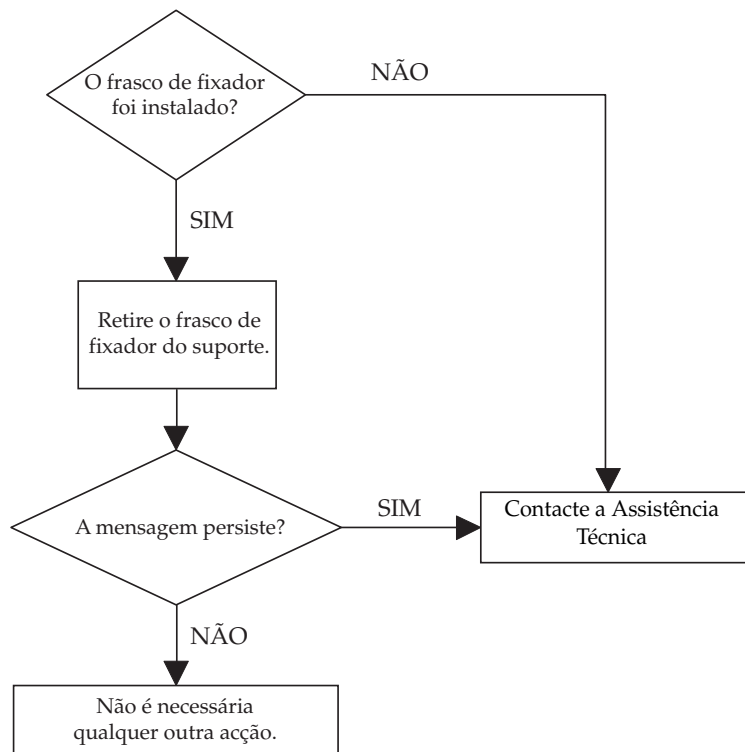 O frasco de fixador
foi instalado?
NÃO
SIM
Retire o frasco de
fixador do suporte.
A mensagem persiste?
SIM
Contacte a Assistência
Técnica
NÃO
Não é necessária
qualquer outra acção.